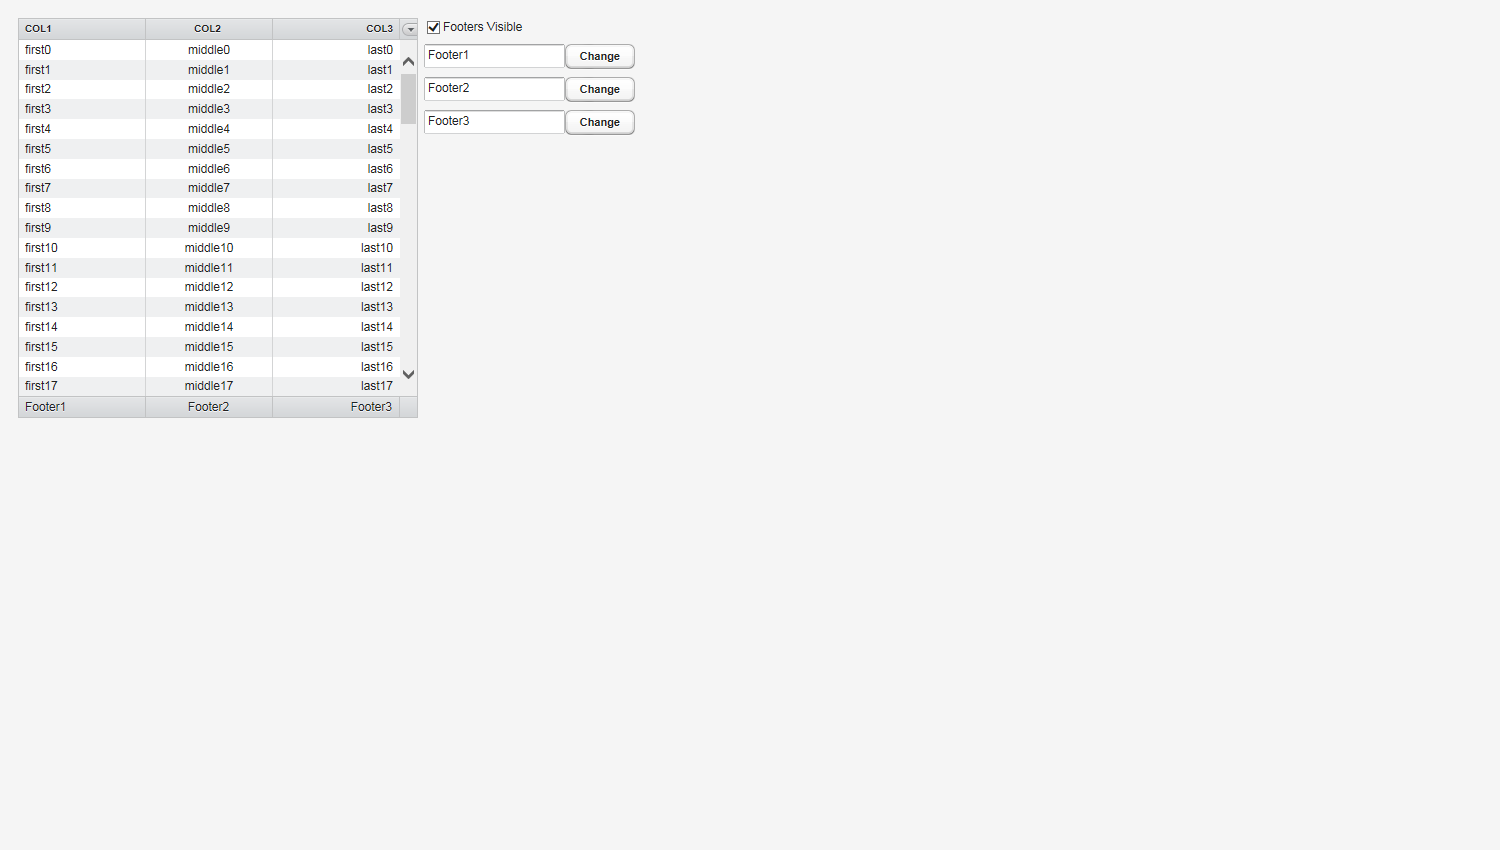 COL1 COL2 COL3
first0 middle0 last0
first1 middle1 last1
first2 middle2 last2
first3 middle3 last3
first4 middle4 last4
first5 middle5 last5
first6 middle6 last6
first7 middle7 last7
first8 middle8 last8
first9 middle9 last9
first10 middle10 last10
first11 middle11 last11
first12 middle12 last12
first13 middle13 last13
first14 middle14 last14
first15 middle15 last15
first16 middle16 last16
first17 middle17 last17
Footer1 Footer2 Footer3
Footers Visible
Footer1 Change
Footer2 Change
Footer3 Change